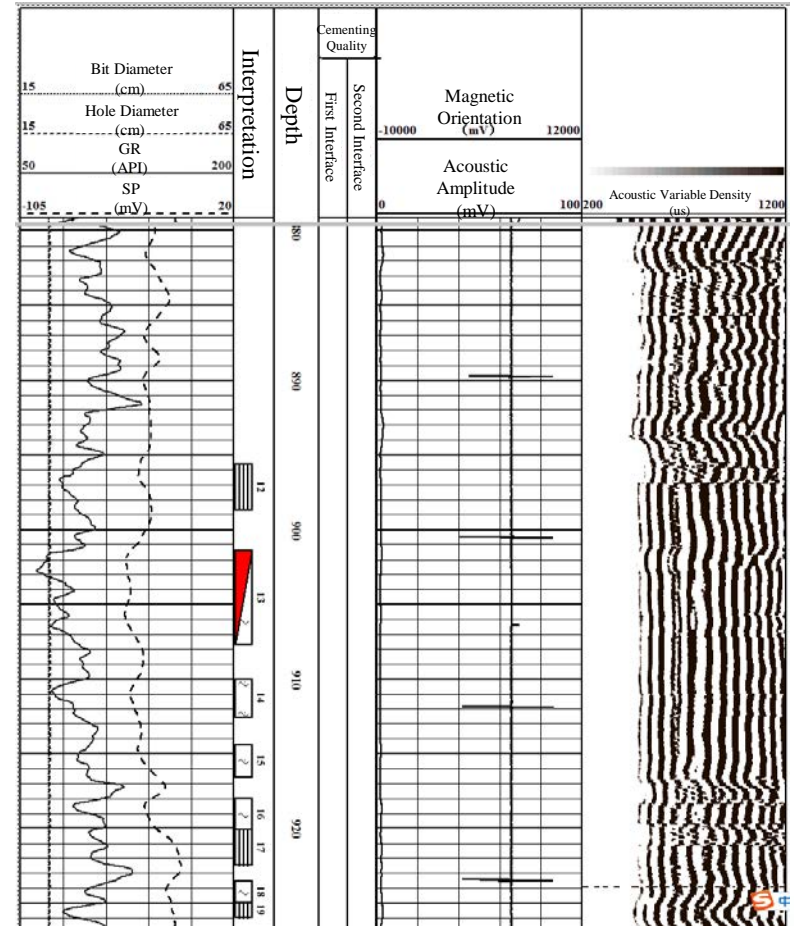 Bit Diameter
(cm)
15 65
Hole Diameter
(cm)
15 65
GR
(API)
50 200
SP
(mV)
-105 20
Interpretation
Depth
Cementing
Quality
First Interface
Second Interface
Magnetic
Orientation
(mV)
-10000 12000
Acoustic
Amplitude
(mV)
0 100
Acoustic Variable Density
(us)
200 1200
880
890
12
900
13
910
14
15
16
920
17
18
19
中